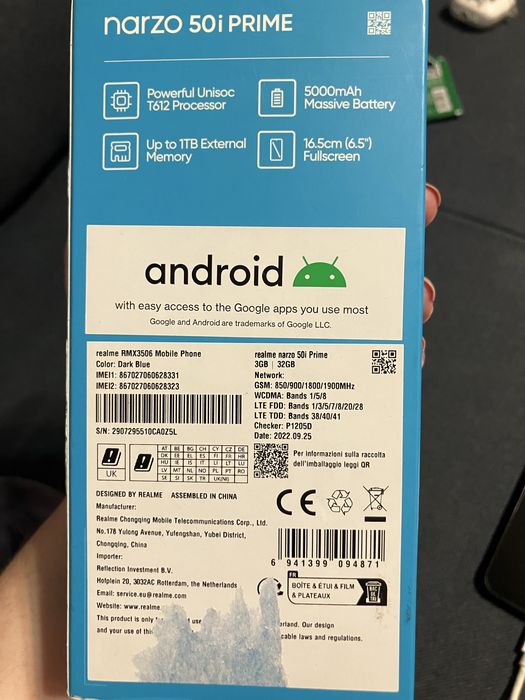 narzo 50i PRIME
Powerful Unisoc
T612 Processor
5000mAh
Massive Battery
Up to 1TB External
Memory
16.5cm (6.5")
Fullscreen
android
with easy access to the Google apps you use most
Google and Android are trademarks of Google LLC.
realme RMX3506 Mobile Phone
Color: Dark Blue
IMEI1: 867027060628331
IMEI2: 867027060628323
S/N: 2907295510CA0Z5L
realme narzo 50i Prime
3GB | 32GB
Network:
GSM: 850/900/1800/1900MHz
WCDMA: Bands 1/5/8
LTE FDD: Bands 1/3/5/7/8/20/28
LTE TDD: Bands 38/40/41
Checker: P1205D
Date: 2022.09.25
UK
AT BE BG CH CY CZ DE
DK EE EL ES FI FR HR
HU IE IS IT LI LT LU
LV MT NL NO PL PT RO
SE SI SK TR UK(NI)
Per informazioni sulla raccolta
dell'imballaggio leggi QR
DESIGNED BY REALME ASSEMBLED IN CHINA
Manufacturer:
Realme Chongqing Mobile Telecommunications Corp., Ltd.
No.178 Yulong Avenue, Yufengshan, Yubei District,
Chongqing, China
Importer:
Reflection Investment B.V.
Hofplein 20, 3032AC Rotterdam, the Netherlands
Email: service.eu@realme.com
Website: www.realme.
This product is only use erland. Our design
and your use of thi cable laws and regulations.
CE
6 941399 094871
FR
BOÎTE & ÉTUI & FILM
& PLATEAUX
BAC
DE
TRI